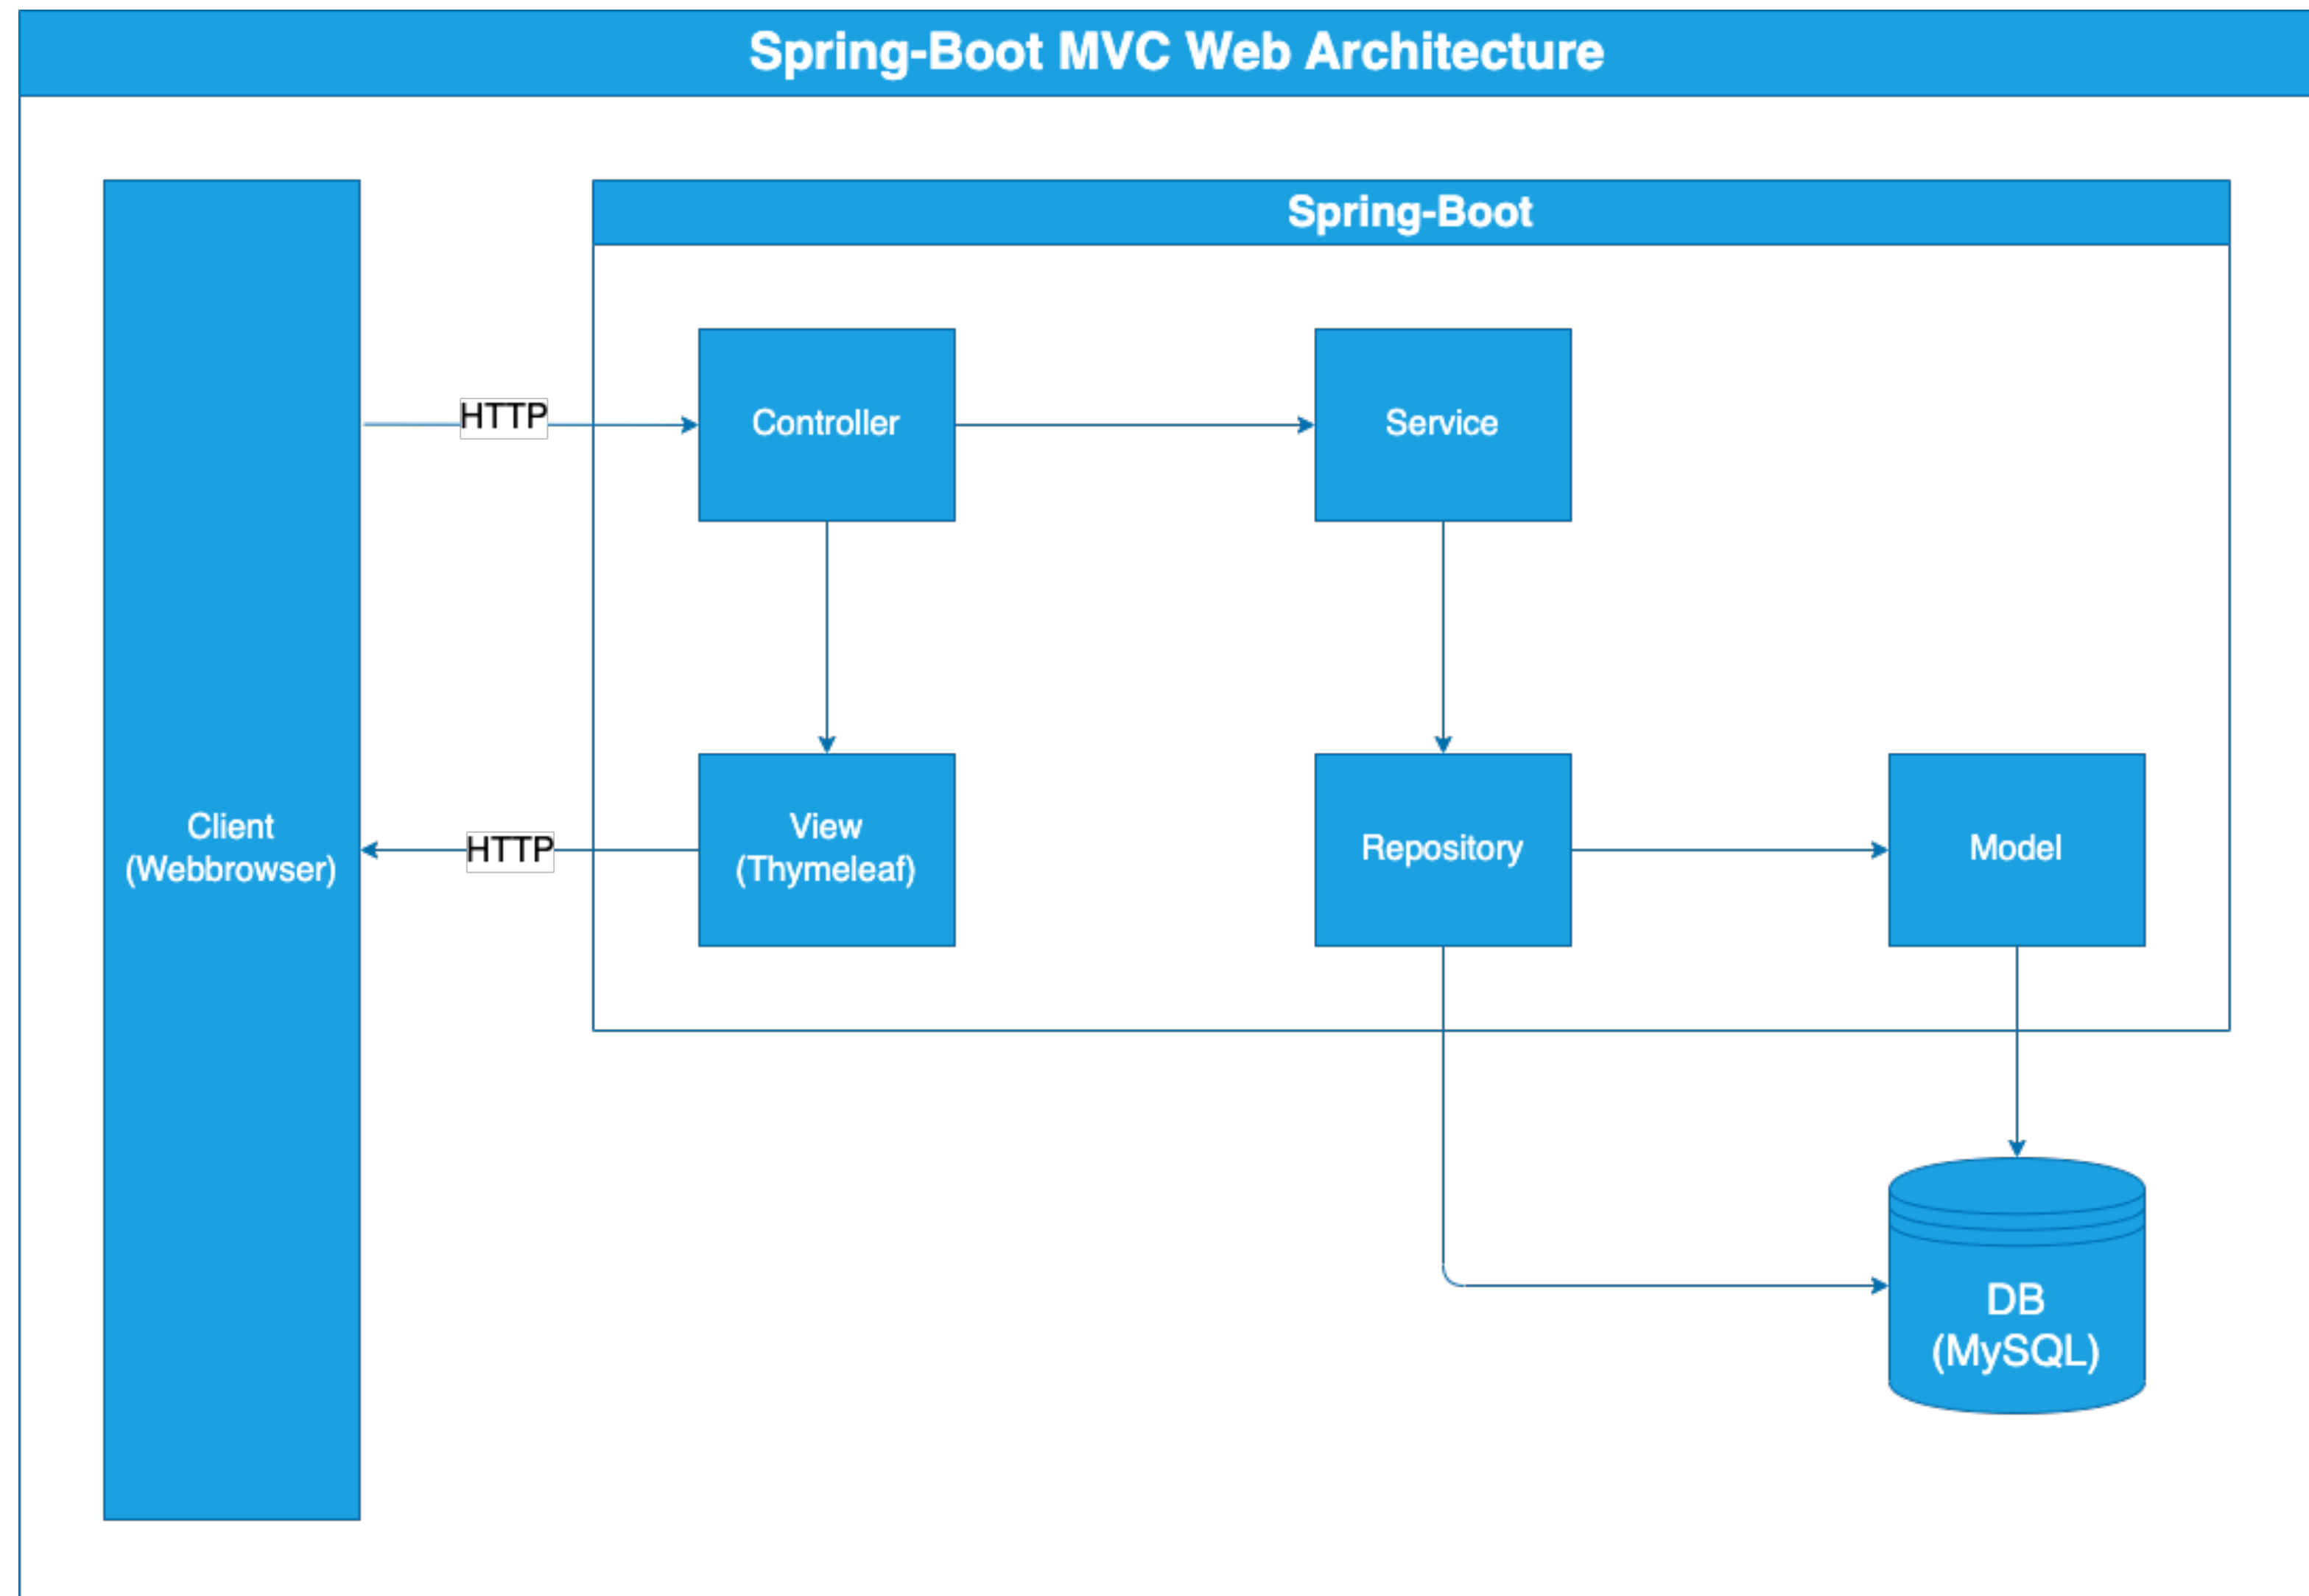 Spring-Boot MVC Web Architecture
Spring-Boot
HTTP
Controller
Service
Client
(Webbrowser)
HTTP
View
(Thymeleaf)
Repository
Model
DB
(MySQL)